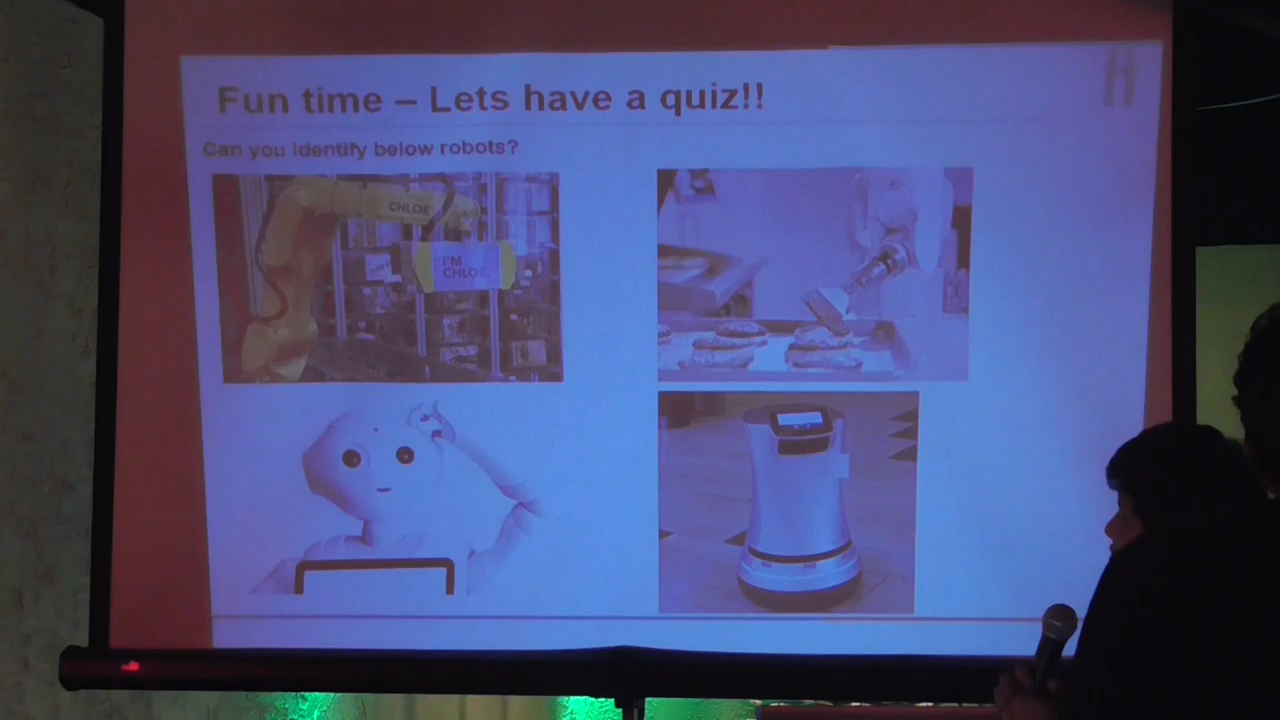 Fun time – Lets have a quiz!!
Can you identify below robots?
CHLOE
I'M
CHLOE